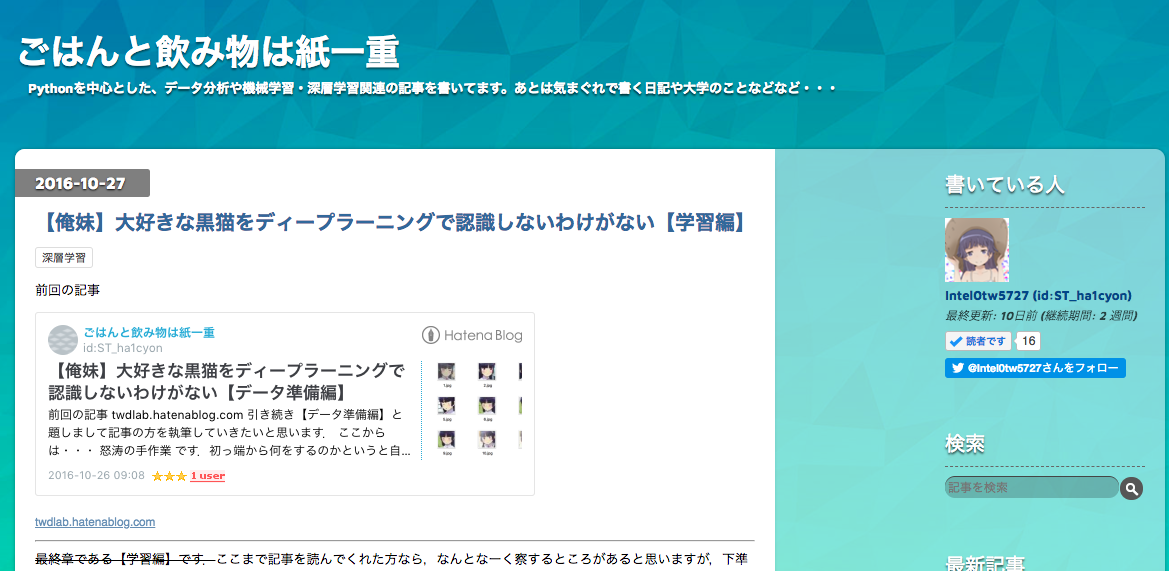 ごはんと飲み物は紙一重
Pythonを中心とした、データ分析や機械学習・深層学習関連の記事を書いてます。あとは気まぐれで書く日記や大学のことなどなど・・・
2016-10-27
【俺妹】大好きな黒猫をディープラーニングで認識しないわけがない【学習編】
深層学習
前回の記事
ごはんと飲み物は紙一重
id:ST_ha1cyon
Hatena Blog
【俺妹】大好きな黒猫をディープラーニングで
認識しないわけがない【データ準備編】
前回の記事 twdlab.hatenablog.com 引き続き【データ準備編】と
題しまして記事の方を執筆していきたいと思います． ここから
は・・・ 怒涛の手作業 です．初っ端から何をするのかというと自...
2016-10-26 09:08
1 user
twdlab.hatenablog.com
最終章である【学習編】です．ここまで記事を読んでくれた方なら，なんとなーく察するところがあると思いますが，下準
書いている人
Intel0tw5727 (id:ST_ha1cyon)
最終更新: 10日前 (継続期間: 2 週間)
読者です
16
@Intel0tw5727さんをフォロー
検索
記事を検索
最新記事